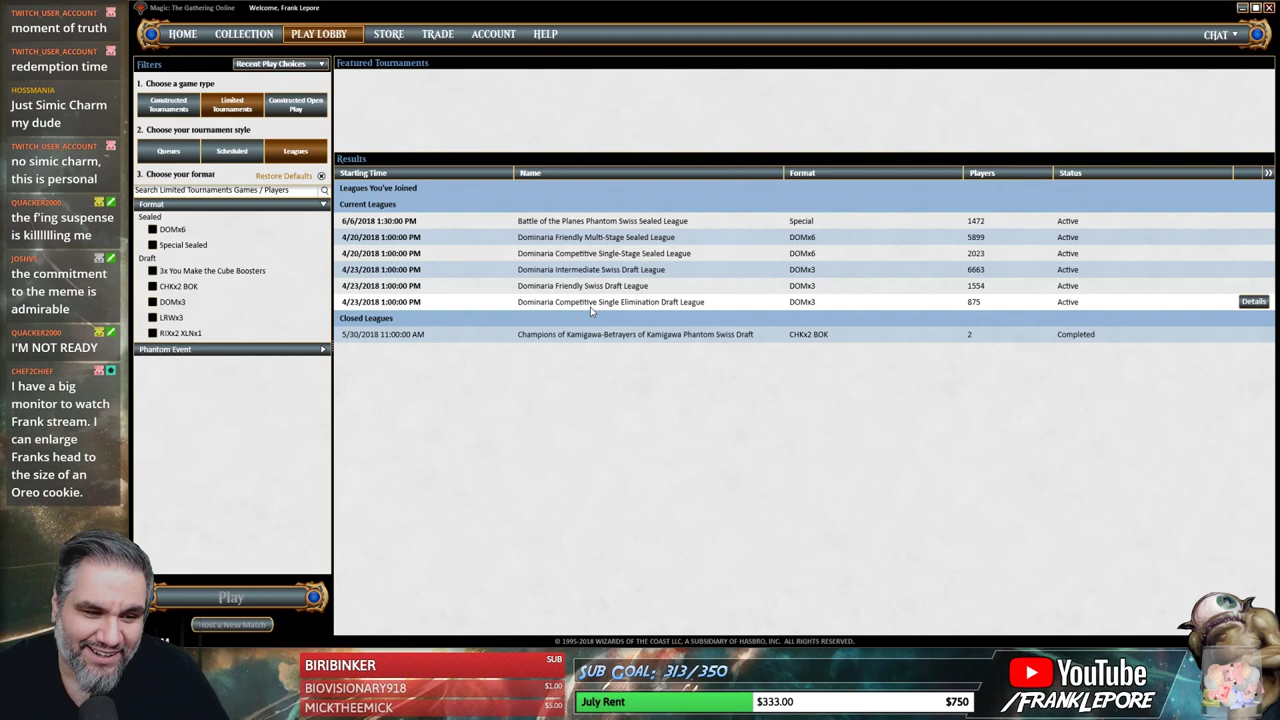 TWITCH_USER_ACCOUNT
moment of truth
TWITCH_USER_ACCOUNT
redemption time
HOSSMANIA
Just Simic Charm
my dude
TWITCH_USER_ACCOUNT
no simic charm,
this is personal
QUACKER2000
the f'ing suspense
is killlllling me
JOSHVS
the commitment
to the meme is
admirable
QUACKER2000
I'M NOT READY
CHEF2CHIEF
I have a big
monitor to watch
Frank stream. I
can enlarge
Franks head to
the size of an
Oreo cookie.
Magic: The Gathering Online Welcome, Frank Lepore
HOME COLLECTION PLAY LOBBY STORE TRADE ACCOUNT HELP CHAT
Filters Recent Play Choices
1. Choose a game type
Constructed Tournaments Limited Tournaments Constructed Open Play
2. Choose your tournament style
Queues Scheduled Leagues
3. Choose your format Restore Defaults
Search Limited Tournaments Games / Players
Format
Sealed
DOMx6
Special Sealed
Draft
3x You Make the Cube Boosters
CHKx2 BOK
DOMx3
LRWx3
RIXx2 XLNx1
Phantom Event
Play
Host a New Match
Featured Tournaments
Results
Starting Time Name Format Players Status
Leagues You've Joined
Current Leagues
6/6/2018 1:30:00 PM Battle of the Planes Phantom Swiss Sealed League Special 1472 Active
4/20/2018 1:00:00 PM Dominaria Friendly Multi-Stage Sealed League DOMx6 5899 Active
4/20/2018 1:00:00 PM Dominaria Competitive Single-Stage Sealed League DOMx6 2023 Active
4/23/2018 1:00:00 PM Dominaria Intermediate Swiss Draft League DOMx3 6663 Active
4/23/2018 1:00:00 PM Dominaria Friendly Swiss Draft League DOMx3 1554 Active
4/23/2018 1:00:00 PM Dominaria Competitive Single Elimination Draft League DOMx3 875 Active Details
Closed Leagues
5/30/2018 11:00:00 AM Champions of Kamigawa-Betrayers of Kamigawa Phantom Swiss Draft CHKx2 BOK 2 Completed
© 1995-2018 WIZARDS OF THE COAST LLC, A SUBSIDIARY OF HASBRO, INC. ALL RIGHTS RESERVED.
BIRIBINKER SUB
BIOVISIONARY918 $1.00
MICKTHEMICK $5.00
SUB GOAL: 313/350
July Rent $333.00 $750
YouTube
/FRANKLEPORE